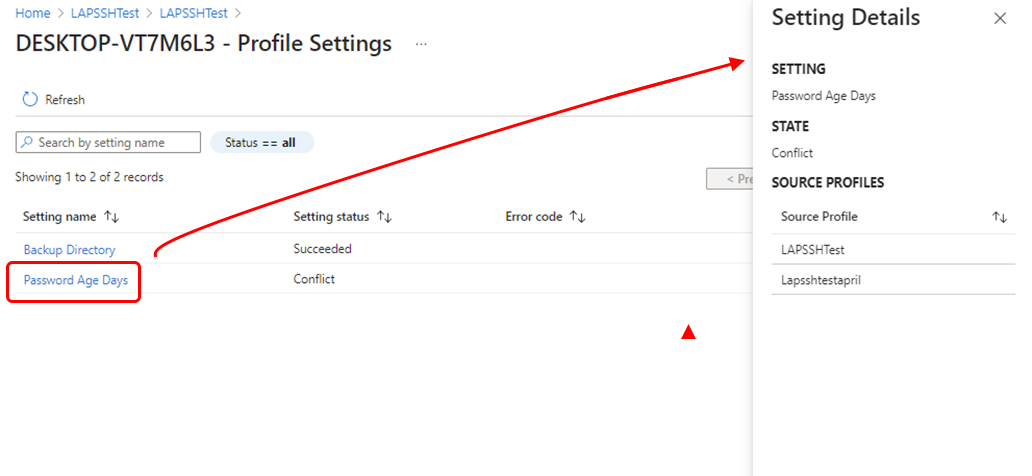 Home > LAPSSHTest > LAPSSHTest >
DESKTOP-VT7M6L3 - Profile Settings ...
Refresh
Search by setting name
Status == all
Showing 1 to 2 of 2 records
Setting name Setting status Error code
Backup Directory Succeeded
Password Age Days Conflict
Setting Details
SETTING
Password Age Days
STATE
Conflict
SOURCE PROFILES
Source Profile
LAPSSHTest
Lapsshtestapril